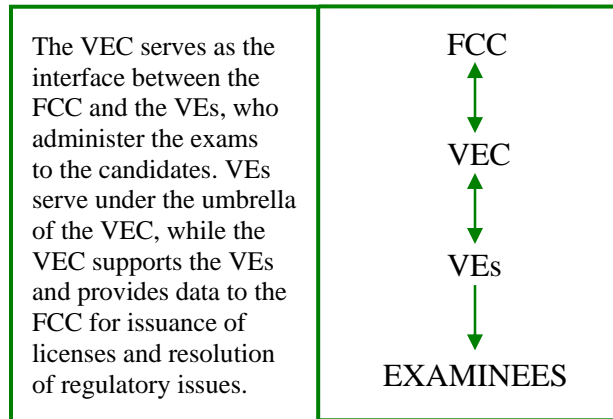 The VEC serves as the
interface between the
FCC and the VEs, who
administer the exams
to the candidates. VEs
serve under the umbrella
of the VEC, while the
VEC supports the VEs
and provides data to the
FCC for issuance of
licenses and resolution
of regulatory issues.
FCC
VEC
VEs
EXAMINEES